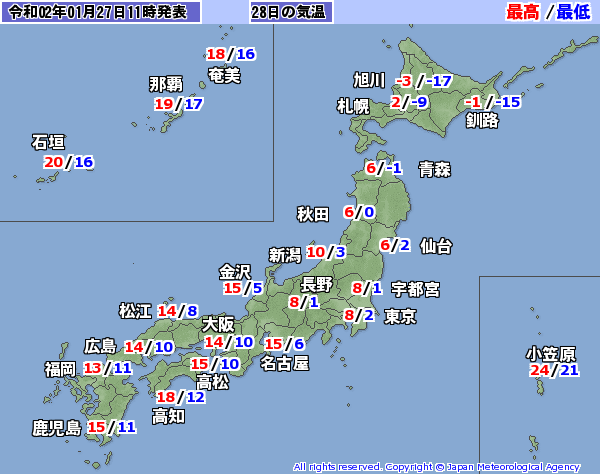 令和02年01月27日11時発表
28日の気温
最高/最低
18/16
奄美
那覇
19/17
石垣
20/16
旭川
-3/-17
札幌
2/-9
-1/-15
釧路
6/-1
青森
秋田
6/0
6/2
仙台
新潟
10/3
金沢
15/5
長野
8/1
8/1
宇都宮
8/2
東京
松江
14/8
大阪
14/10
広島
14/10
15/6
名古屋
福岡
13/11
15/10
高松
18/12
高知
鹿児島
15/11
小笠原
24/21
All rights reserved. Copyright © Japan Meteorological Agency